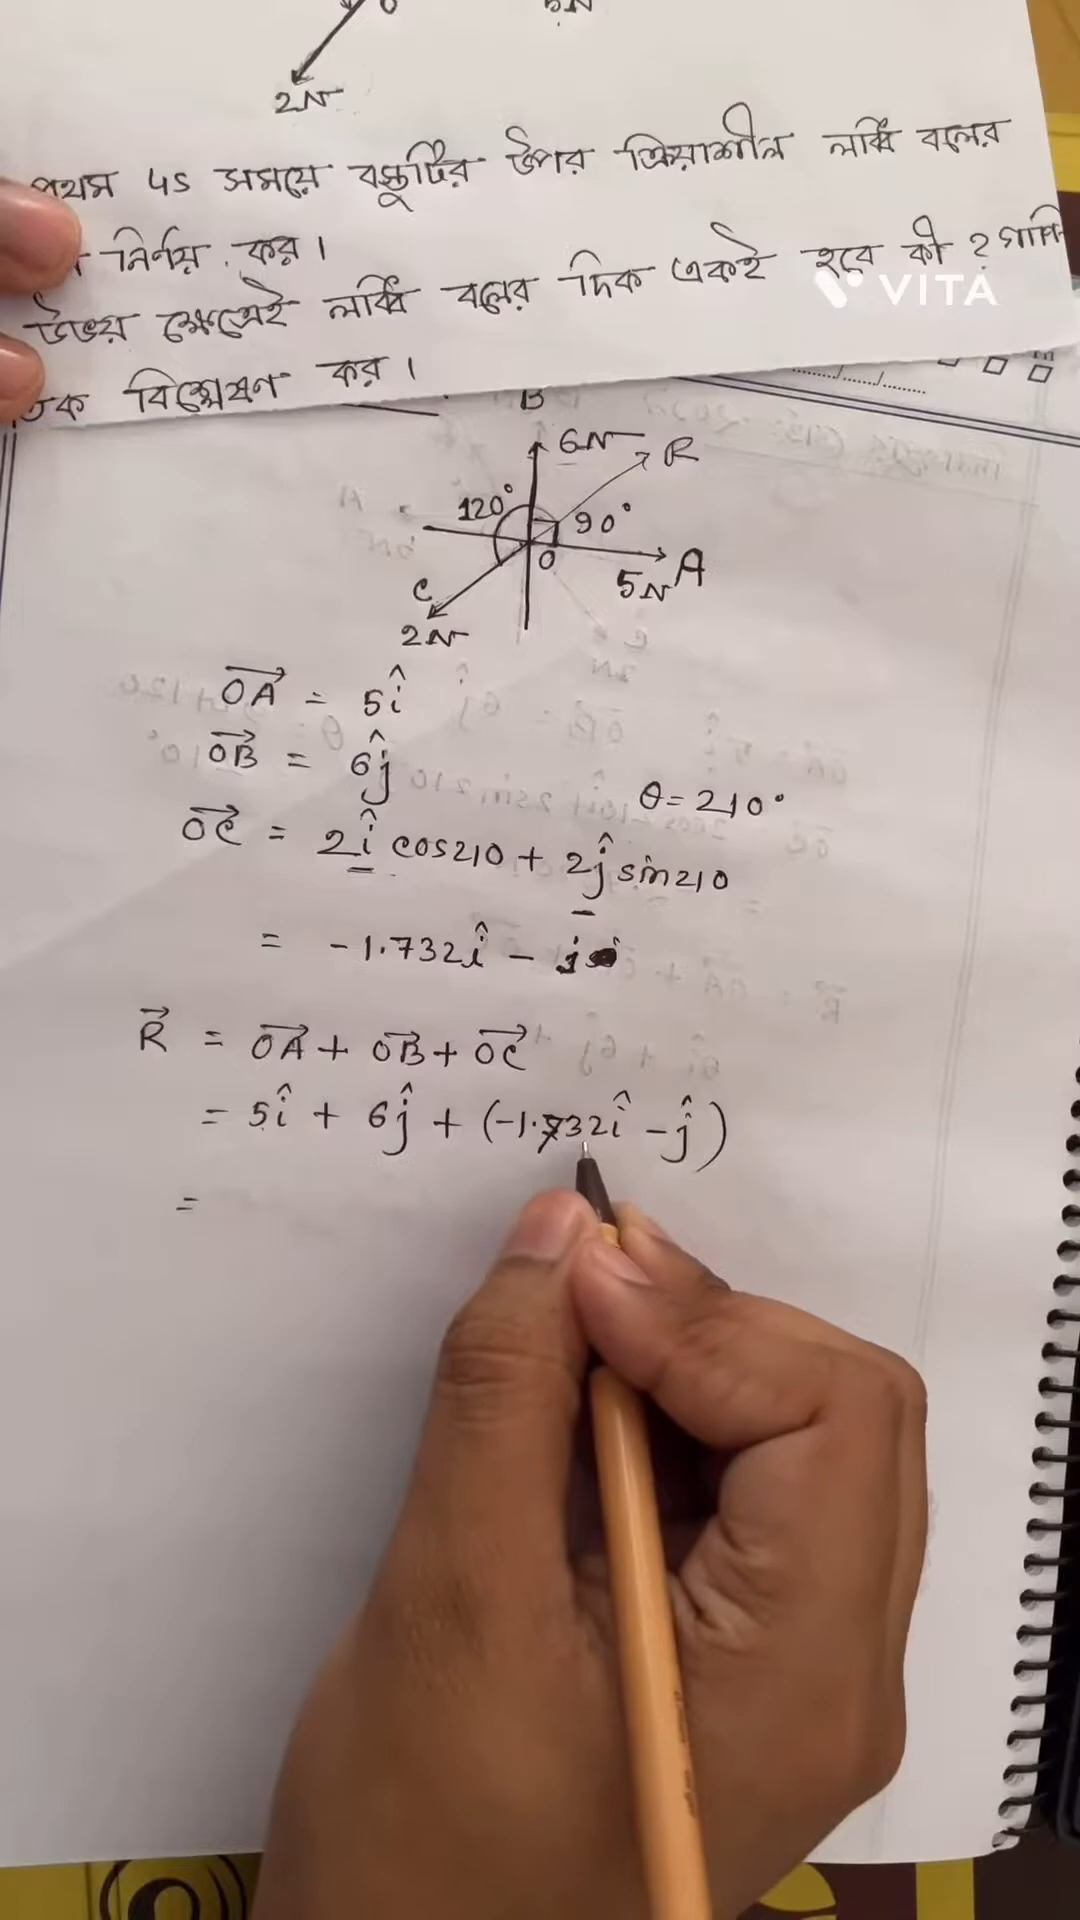 2N
প্রথম 4s সময়ে বস্তুটির উপর ক্রিয়াশীল লব্ধি বলের
নির্ণয় কর।
উভয় ক্ষেত্রেই লব্ধি বলের দিক একই হবে কী ?
VITA
বিশ্লেষণ কর।
B
6N R
120°
90°
O
5N A
C
2N
OA⃗ = 5î
OB⃗ = 6ĵ
θ = 210°
OC⃗ = 2î cos210 + 2ĵ sin210
= -1.732î - j
R⃗ = OA⃗ + OB⃗ + OC⃗
= 5î + 6ĵ + (-1.732î - ĵ)
=